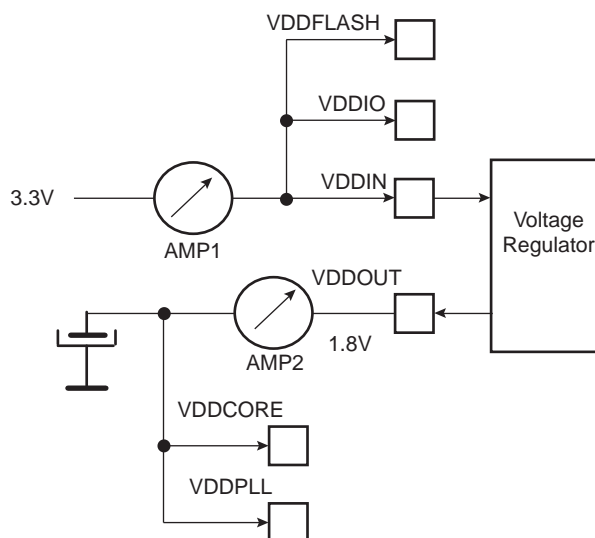 VDDFLASH
VDDIO
VDDIN
3.3V
AMP1
Voltage
Regulator
VDDOUT
1.8V
AMP2
VDDCORE
VDDPLL